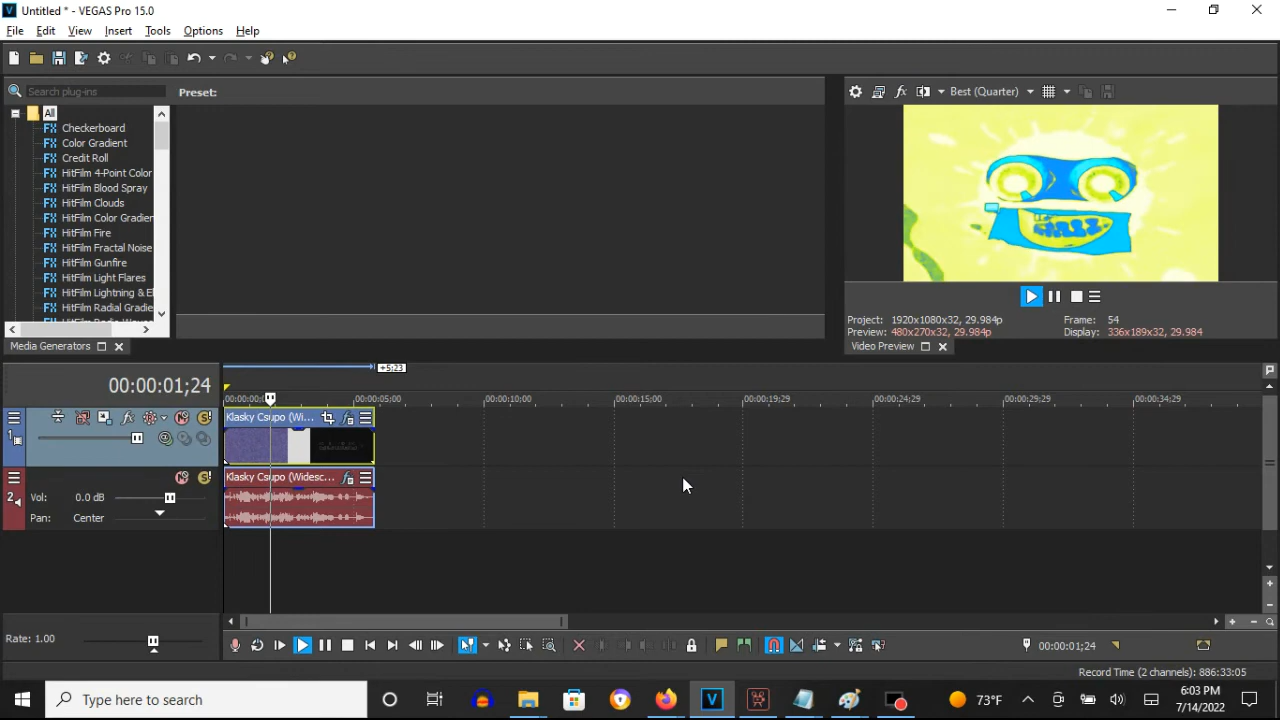 Untitled * - VEGAS Pro 15.0
File Edit View Insert Tools Options Help
Search plug-ins
Preset:
Best (Quarter)
All
Checkerboard
Color Gradient
Credit Roll
HitFilm 4-Point Color
HitFilm Blood Spray
HitFilm Clouds
HitFilm Color Gradien
HitFilm Fire
HitFilm Fractal Noise
HitFilm Gunfire
HitFilm Light Flares
HitFilm Lightning & El
HitFilm Radial Gradie
Project: 1920x1080x32, 29.984p
Frame: 54
Preview: 480x270x32, 29.984p
Display: 336x189x32, 29.984
Media Generators
Video Preview
+5;23
00:00:01;24
00:00:00;0
00:00:05;00
00:00:10;00
00:00:15;00
00:00:19;29
00:00:24;29
00:00:29;29
00:00:34;29
1
Klasky Csupo (Wi...
2
Klasky Csupo (Widesc...
Vol: 0.0 dB
Pan: Center
Rate: 1.00
00:00:01;24
Record Time (2 channels): 886:33:05
Type here to search
73°F
6:03 PM
7/14/2022